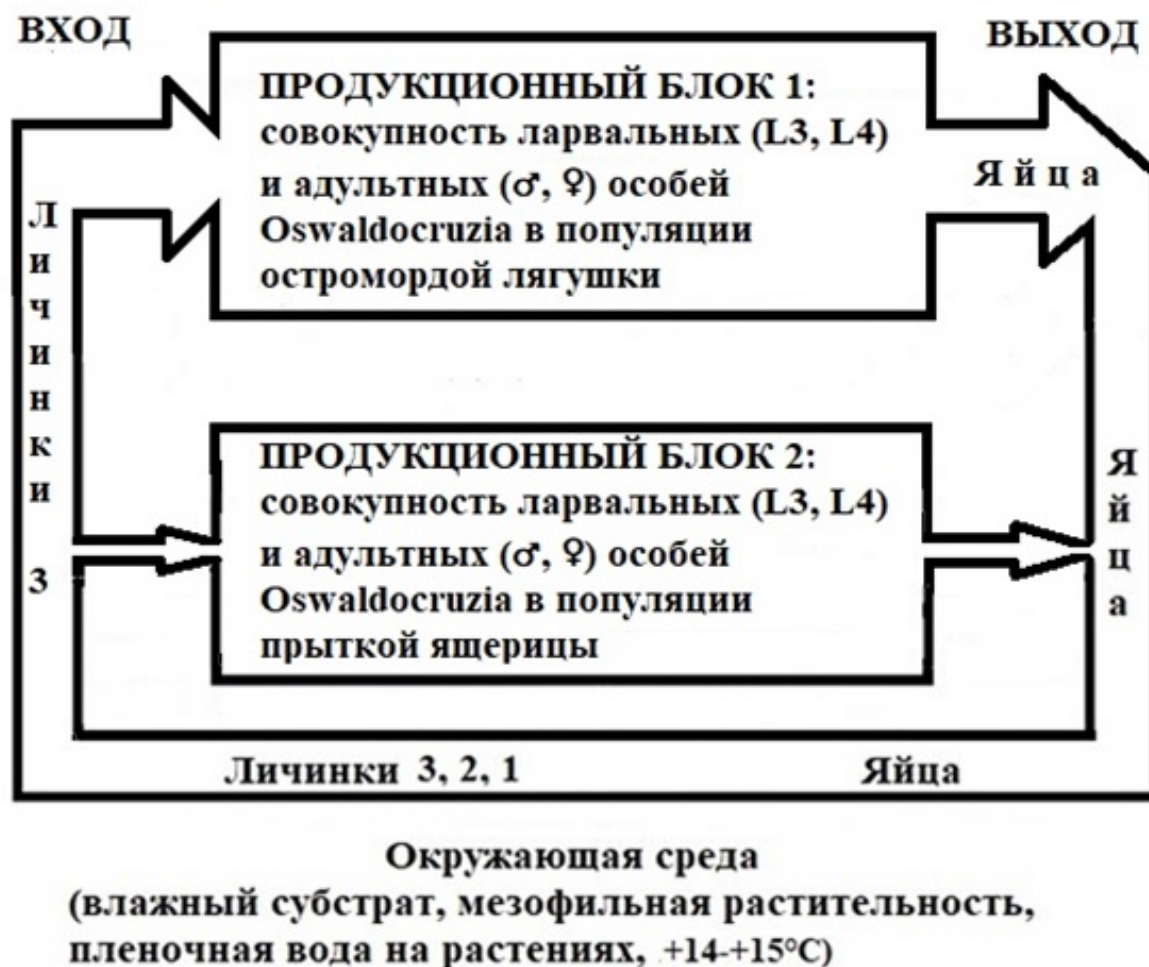 ВХОД
ВЫХОД
ПРОДУКЦИОННЫЙ БЛОК 1:
совокупность ларвальных (L3, L4)
и адультных (♂, ♀) особей
Oswaldocruzia в популяции
остромордой лягушки
Яйца
Личинки 3
ПРОДУКЦИОННЫЙ БЛОК 2:
совокупность ларвальных (L3, L4)
и адультных (♂, ♀) особей
Oswaldocruzia в популяции
прыткой ящерицы
Яйца
Личинки 3, 2, 1
Яйца
Окружающая среда
(влажный субстрат, мезофильная растительность,
пленочная вода на растениях, +14-+15°C)